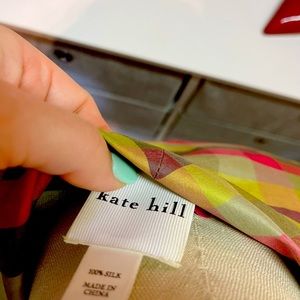 kate hill
100% SILK
MADE IN
CHINA